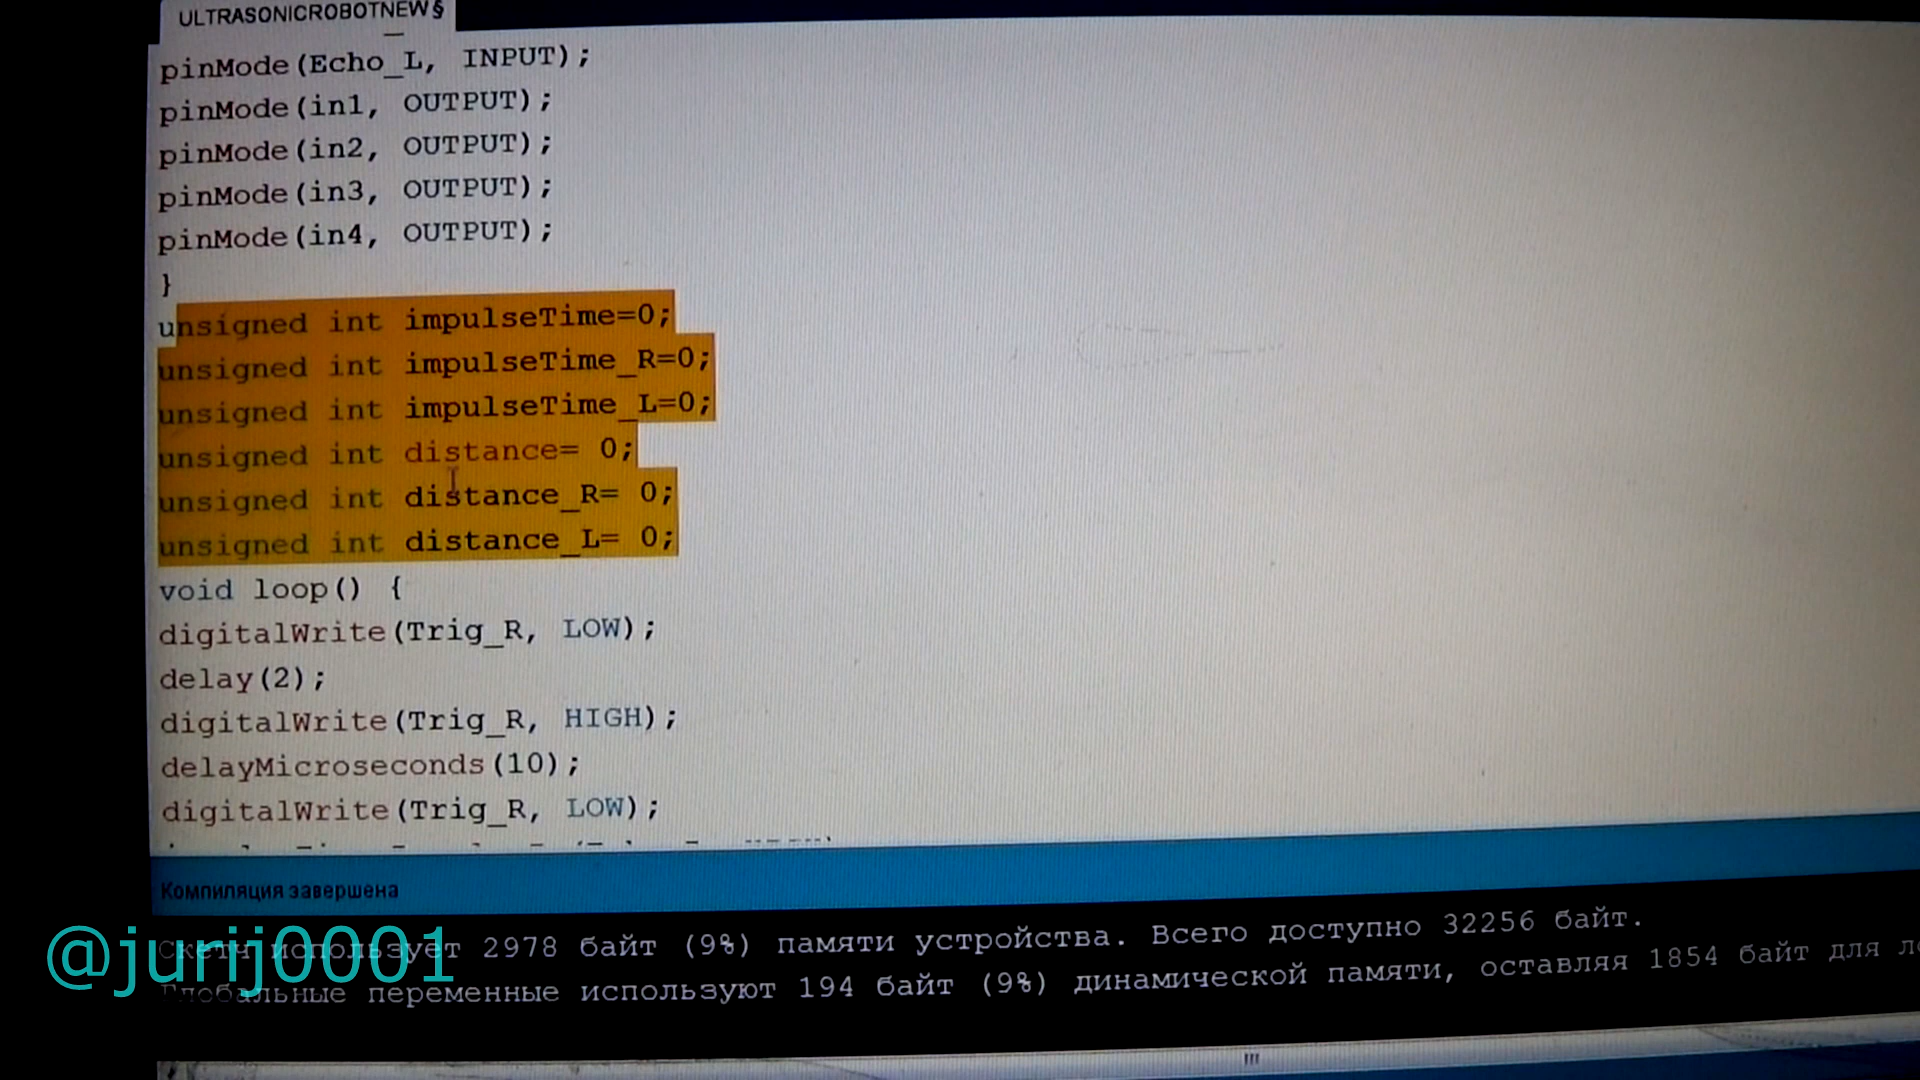 ULTRASONICROBOTNEW §
pinMode(Echo_L, INPUT);
pinMode(in1, OUTPUT);
pinMode(in2, OUTPUT);
pinMode(in3, OUTPUT);
pinMode(in4, OUTPUT);
}
unsigned int impulseTime=0;
unsigned int impulseTime_R=0;
unsigned int impulseTime_L=0;
unsigned int distance= 0;
unsigned int distance_R= 0;
unsigned int distance_L= 0;
void loop() {
digitalWrite(Trig_R, LOW);
delay(2);
digitalWrite(Trig_R, HIGH);
delayMicroseconds(10);
digitalWrite(Trig_R, LOW);
Компиляция завершена
Скетч использует 2978 байт (9%) памяти устройства. Всего доступно 32256 байт.
Глобальные переменные используют 194 байт (9%) динамической памяти, оставляя 1854 байт для
@jurij0001